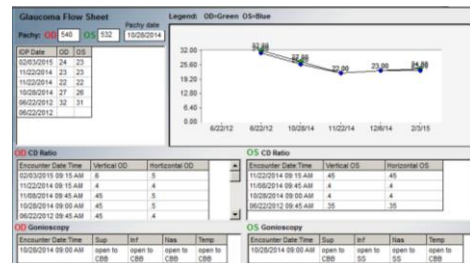 Glaucoma Flow Sheet
Legend: OD=Green OS=Blue
Pachy date
Pachy: OD 540 OS 532 10/28/2014
IOP Date OD OS
02/03/2015 24 23
11/22/2014 23 23
11/22/2014 22 22
10/28/2014 27 28
06/22/2012 32 31
06/22/2012
32.00
25.60
19.20
12.80
6.40
0.00
32.00
22.00
23.00
6/22/12 6/22/12 10/28/14 11/22/14 12/6/14 2/3/15
OD CD Ratio
Encounter Date:Time Vertical OD Horizontal OD
02/03/2015 09:15 AM .6 .5
11/22/2014 09:15 AM .4 .4
11/08/2014 09:45 AM .45 .5
10/28/2014 09:00 AM .45 .5
06/22/2012 09:45 AM .45 .4
OS CD Ratio
Encounter Date:Time Vertical OS Horizontal OS
11/22/2014 09:15 AM .45 .45
11/08/2014 09:45 AM .4 .4
10/28/2014 09:00 AM .4 .4
06/22/2012 09:45 AM .35 .35
OD Gonioscopy
Encounter Date:Time Sup Inf Nas Temp
10/28/2014 09:00 AM open to open to open to open to
CBB CBB CBB CBB
OS Gonioscopy
Encounter Date:Time Sup Inf Nas Temp
10/28/2014 09:00 AM open to open to open to open to
CBB SS SS CBB